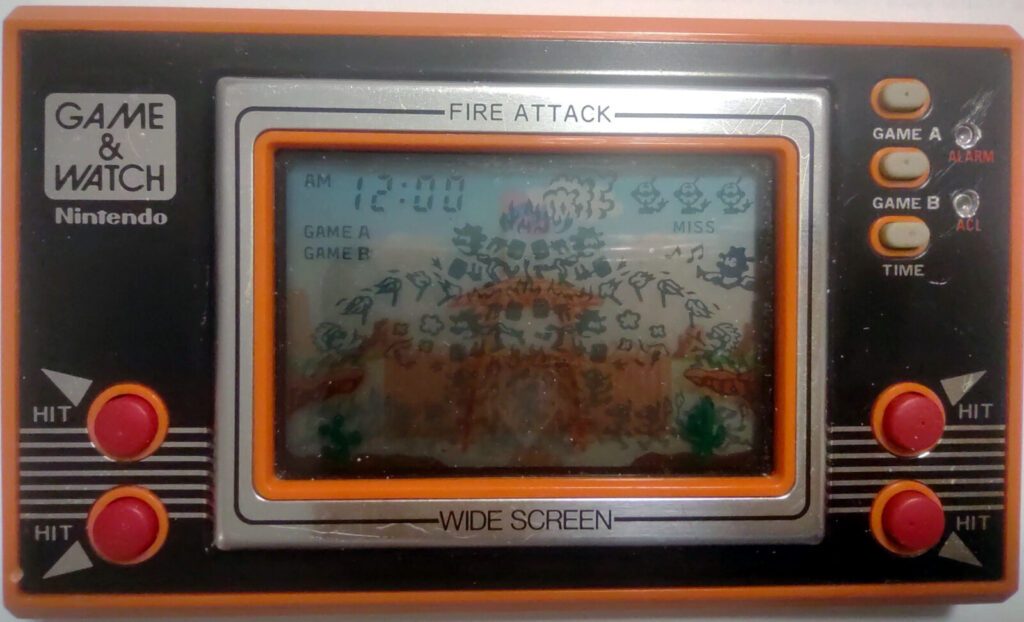 GAME
&
WATCH
Nintendo
FIRE ATTACK
AM 12:00
GAME A
GAME B
MISS
GAME A
ALARM
GAME B
ACL
TIME
HIT
HIT
HIT
HIT
WIDE SCREEN